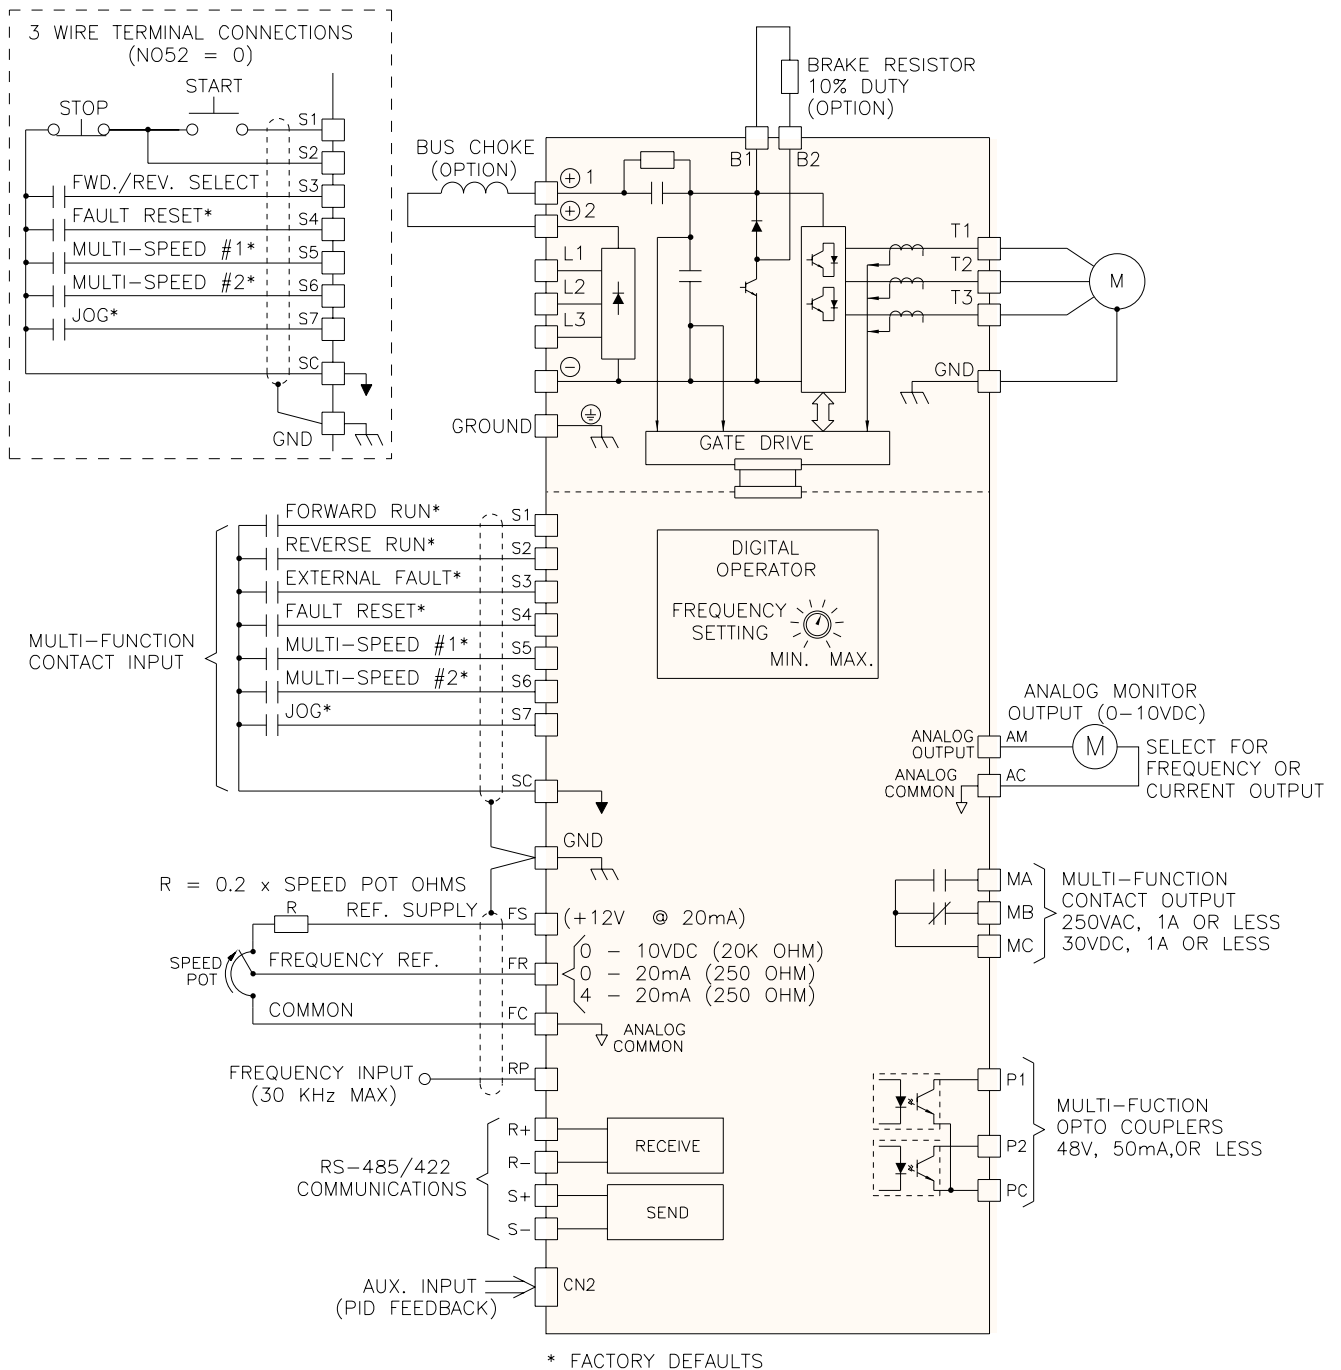 3 WIRE TERMINAL CONNECTIONS
(N052 = 0)
STOP
START
S1
S2
FWD./REV. SELECT
S3
FAULT RESET*
S4
MULTI-SPEED #1*
S5
MULTI-SPEED #2*
S6
JOG*
S7
SC
GND
BRAKE RESISTOR
10% DUTY
(OPTION)
BUS CHOKE
(OPTION)
B1
B2
+ 1
+ 2
L1
L2
L3
−
GROUND
T1
T2
T3
M
GND
GATE DRIVE
MULTI-FUNCTION
CONTACT INPUT
FORWARD RUN*
S1
REVERSE RUN*
S2
EXTERNAL FAULT*
S3
FAULT RESET*
S4
MULTI-SPEED #1*
S5
MULTI-SPEED #2*
S6
JOG*
S7
SC
GND
DIGITAL
OPERATOR
FREQUENCY
SETTING
MIN. MAX.
ANALOG MONITOR
OUTPUT (0-10VDC)
ANALOG
OUTPUT
AM
M
ANALOG
COMMON
AC
SELECT FOR
FREQUENCY OR
CURRENT OUTPUT
R = 0.2 x SPEED POT OHMS
R
REF. SUPPLY
FS
(+12V @ 20mA)
SPEED
POT
FREQUENCY REF.
FR
0 - 10VDC (20K OHM)
0 - 20mA (250 OHM)
4 - 20mA (250 OHM)
COMMON
FC
ANALOG
COMMON
MA
MB
MC
MULTI-FUNCTION
CONTACT OUTPUT
250VAC, 1A OR LESS
30VDC, 1A OR LESS
FREQUENCY INPUT
(30 KHz MAX)
RP
RS-485/422
COMMUNICATIONS
R+
R-
RECEIVE
S+
S-
SEND
P1
P2
PC
MULTI-FUCTION
OPTO COUPLERS
48V, 50mA,OR LESS
AUX. INPUT
(PID FEEDBACK)
CN2
* FACTORY DEFAULTS